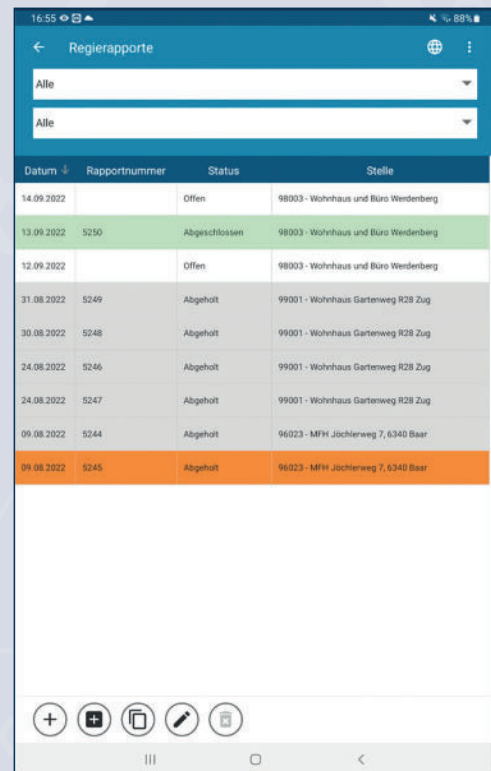 16:55 88%
Regierapporte
Alle
Alle
Datum Rapportnummer Status Stelle
14.09.2022 Offen 98003 - Wohnhaus und Büro Werdenberg
13.09.2022 5250 Abgeschlossen 98003 - Wohnhaus und Büro Werdenberg
12.09.2022 Offen 98003 - Wohnhaus und Büro Werdenberg
31.08.2022 5249 Abgeholt 99001 - Wohnhaus Gartenweg R28 Zug
30.08.2022 5248 Abgeholt 99001 - Wohnhaus Gartenweg R28 Zug
24.08.2022 5246 Abgeholt 99001 - Wohnhaus Gartenweg R28 Zug
24.08.2022 5247 Abgeholt 99001 - Wohnhaus Gartenweg R28 Zug
09.08.2022 5244 Abgeholt 96023 - MFH Jöchlerweg 7, 6340 Baar
09.08.2022 5245 Abgeholt 96023 - MFH Jöchlerweg 7, 6340 Baar